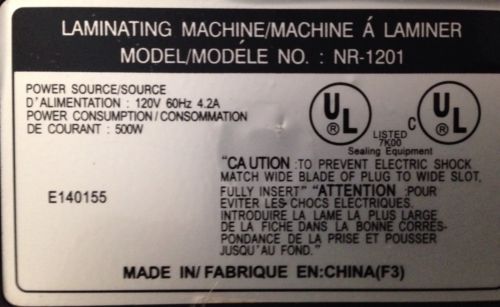 LAMINATING MACHINE/MACHINE Á LAMINER
MODEL/MODÉLE NO. : NR-1201
POWER SOURCE/SOURCE
D'ALIMENTATION : 120V 60Hz 4.2A
POWER CONSUMPTION/CONSOMMATION
DE COURANT : 500W
UL ® C UL ®
LISTED
7K00
Sealing Equipment
E140155
"CAUTION :TO PREVENT ELECTRIC SHOCK
MATCH WIDE BLADE OF PLUG TO WIDE SLOT,
FULLY INSERT" "ATTENTION :POUR
EVITER LES CHOCS ELECTRIQUES.
INTRODUIRE LA LAME LA PLUS LARGE
DE LA FICHE DANS LA BONNE CORRES-
PONDANCE DE LA PRISE ET POUSSER
JUSQU'AU FOND."
MADE IN/ FABRIQUE EN:CHINA(F3)